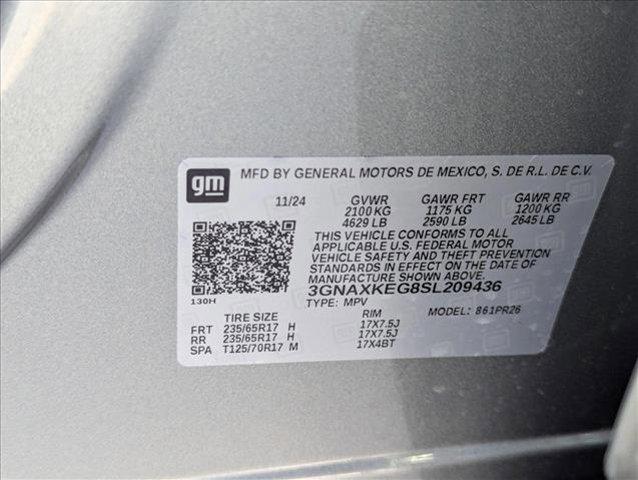 gm MFD BY GENERAL MOTORS DE MEXICO, S. DE R.L. DE C.V.
11/24 GVWR GAWR FRT GAWR RR
2100 KG 1175 KG 1200 KG
4629 LB 2590 LB 2645 LB
THIS VEHICLE CONFORMS TO ALL
APPLICABLE U.S. FEDERAL MOTOR
VEHICLE SAFETY AND THEFT PREVENTION
STANDARDS IN EFFECT ON THE DATE OF
MANUFACTURE SHOWN ABOVE.
3GNAXKEG8SL209436
130H
TYPE: MPV MODEL: 861PR26
TIRE SIZE RIM
FRT 235/65R17 H 17X7.5J
RR 235/65R17 H 17X7.5J
SPA T125/70R17 M 17X4BT